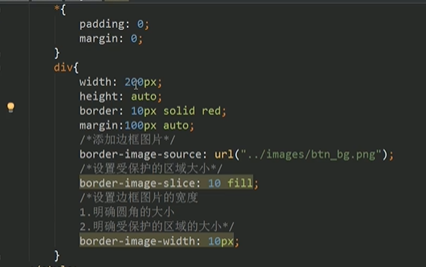 *{
padding: 0;
margin: 0;
}
div{
width: 200px;
height: auto;
border: 10px solid red;
margin:100px auto;
/*添加边框图片*/
border-image-source: url("../images/btn_bg.png");
/*设置受保护的区域大小*/
border-image-slice: 10 fill;
/*设置边框图片的宽度
1.明确圆角的大小
2.明确受保护的区域的大小*/
border-image-width: 10px;
}